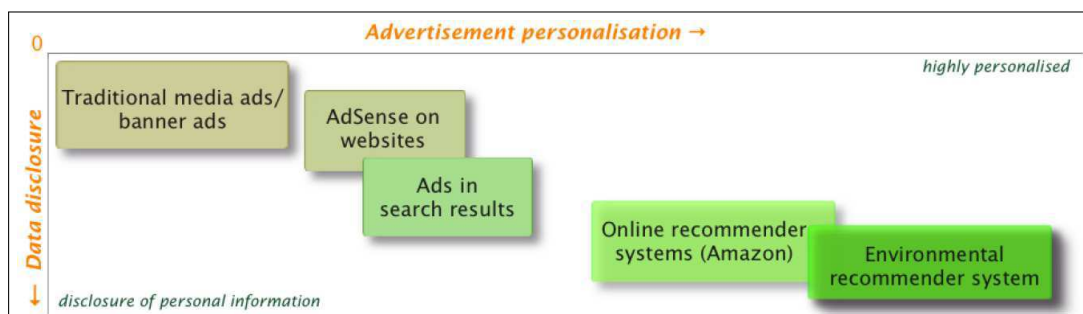 Advertisement personalisation →
0
highly personalised
Traditional media ads/
banner ads
AdSense on
websites
Ads in
search results
Online recommender
systems (Amazon)
Environmental
recommender system
← Data disclosure
disclosure of personal information